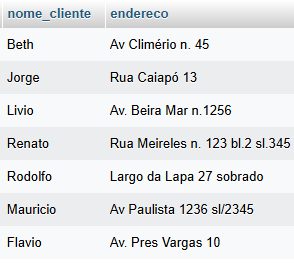 nome_cliente endereco
Beth Av Climério n. 45
Jorge Rua Caiapó 13
Livio Av. Beira Mar n.1256
Renato Rua Meireles n. 123 bl.2 sl.345
Rodolfo Largo da Lapa 27 sobrado
Mauricio Av Paulista 1236 sl/2345
Flavio Av. Pres Vargas 10